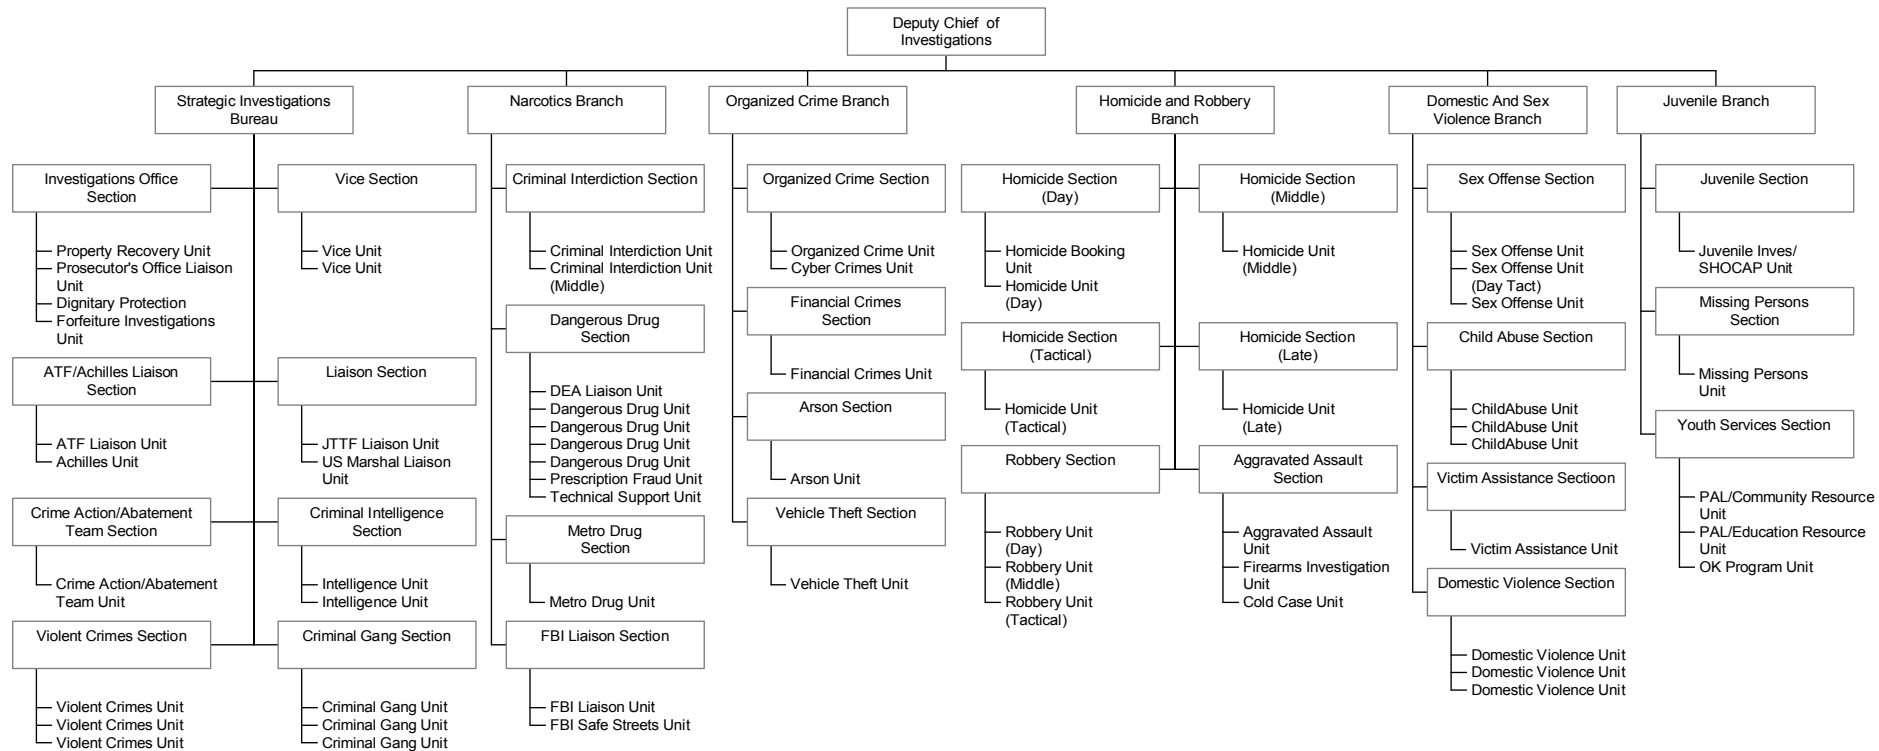 Deputy Chief of
Investigations
Strategic Investigations
Bureau
Narcotics Branch
Organized Crime Branch
Homicide and Robbery
Branch
Domestic And Sex
Violence Branch
Juvenile Branch
Investigations Office
Section
Property Recovery Unit
Prosecutor's Office Liaison
Unit
Dignitary Protection
Forfeiture Investigations
Unit
Vice Section
Vice Unit
Vice Unit
ATF/Achilles Liaison
Section
ATF Liaison Unit
Achilles Unit
Liaison Section
JTTF Liaison Unit
US Marshal Liaison
Unit
Crime Action/Abatement
Team Section
Crime Action/Abatement
Team Unit
Criminal Intelligence
Section
Intelligence Unit
Intelligence Unit
Violent Crimes Section
Violent Crimes Unit
Violent Crimes Unit
Violent Crimes Unit
Criminal Gang Section
Criminal Gang Unit
Criminal Gang Unit
Criminal Gang Unit
Criminal Interdiction Section
Criminal Interdiction Unit
Criminal Interdiction Unit
(Middle)
Dangerous Drug
Section
DEA Liaison Unit
Dangerous Drug Unit
Dangerous Drug Unit
Dangerous Drug Unit
Dangerous Drug Unit
Prescription Fraud Unit
Technical Support Unit
Metro Drug
Section
Metro Drug Unit
FBI Liaison Section
FBI Liaison Unit
FBI Safe Streets Unit
Organized Crime Section
Organized Crime Unit
Cyber Crimes Unit
Financial Crimes
Section
Financial Crimes Unit
Arson Section
Arson Unit
Vehicle Theft Section
Vehicle Theft Unit
Homicide Section
(Day)
Homicide Booking
Unit
Homicide Unit
(Day)
Homicide Section
(Middle)
Homicide Unit
(Middle)
Homicide Section
(Tactical)
Homicide Unit
(Tactical)
Homicide Section
(Late)
Homicide Unit
(Late)
Robbery Section
Robbery Unit
(Day)
Robbery Unit
(Middle)
Robbery Unit
(Tactical)
Aggravated Assault
Section
Aggravated Assault
Unit
Firearms Investigation
Unit
Cold Case Unit
Sex Offense Section
Sex Offense Unit
Sex Offense Unit
(Day Tact)
Sex Offense Unit
Child Abuse Section
ChildAbuse Unit
ChildAbuse Unit
ChildAbuse Unit
Victim Assistance Sectioon
Victim Assistance Unit
Domestic Violence Section
Domestic Violence Unit
Domestic Violence Unit
Domestic Violence Unit
Juvenile Section
Juvenile Inves/
SHOCAP Unit
Missing Persons
Section
Missing Persons
Unit
Youth Services Section
PAL/Community Resource
Unit
PAL/Education Resource
Unit
OK Program Unit